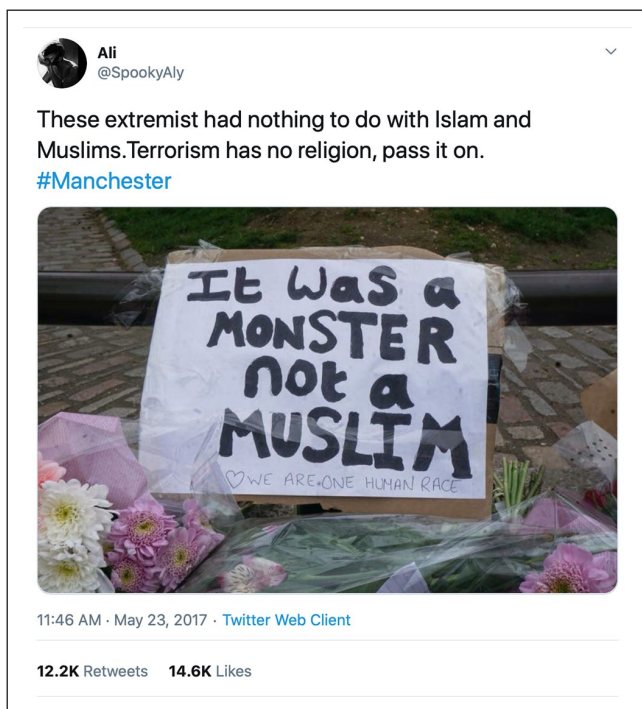 Ali
@SpookyAly
These extremist had nothing to do with Islam and
Muslims.Terrorism has no religion, pass it on.
#Manchester
It was a
MONSTER
not a
MUSLIM
♡WE ARE ONE HUMAN RACE
11:46 AM · May 23, 2017 · Twitter Web Client
12.2K Retweets 14.6K Likes